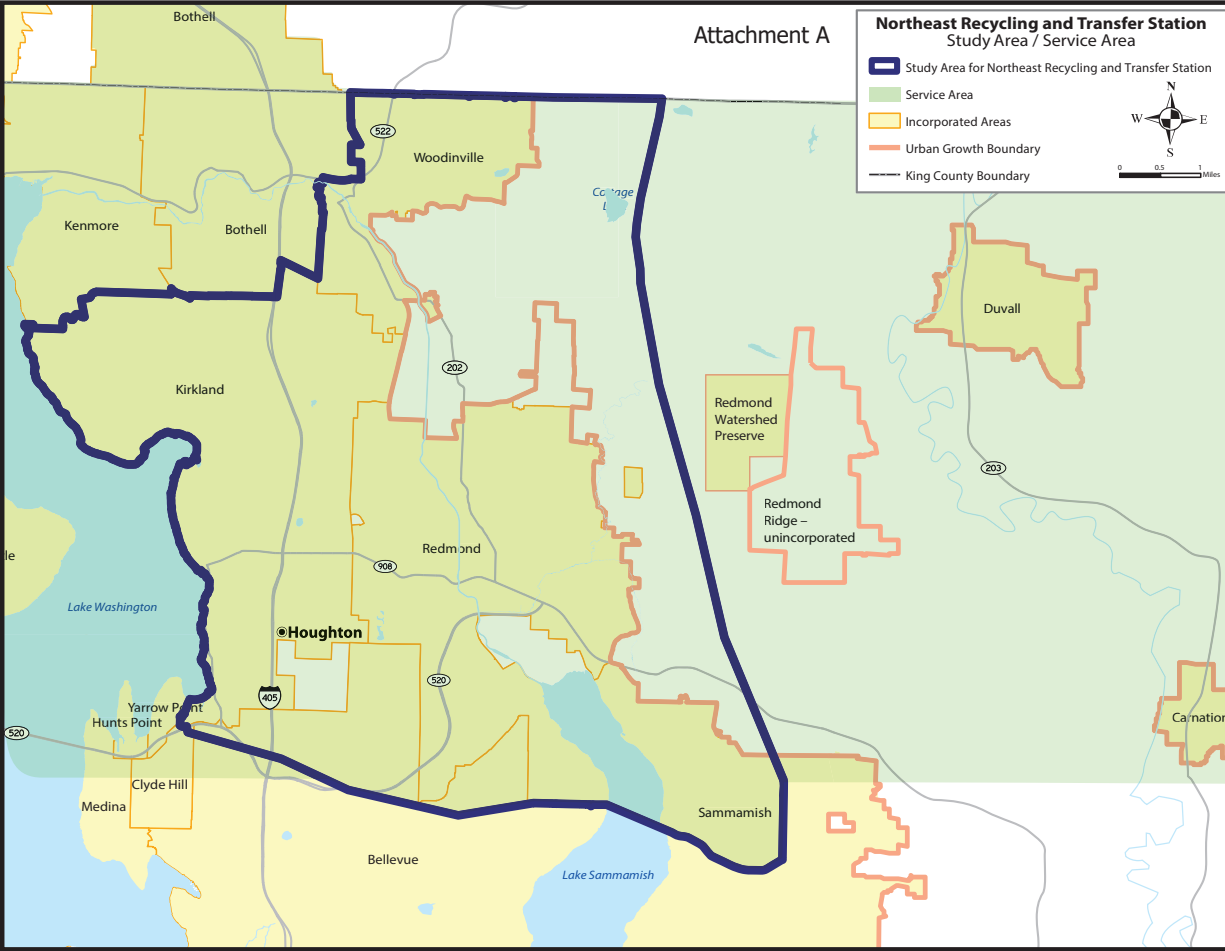 Bothell
Attachment A
Northeast Recycling and Transfer Station
Study Area / Service Area
Study Area for Northeast Recycling and Transfer Station
Service Area
Incorporated Areas
Urban Growth Boundary
King County Boundary
N
W
E
S
0
0.5
1
Miles
522
Woodinville
Cottage
L
Kenmore
Bothell
Duvall
202
Kirkland
Redmond
Watershed
Preserve
203
Redmond
Ridge –
unincorporated
le
Redmond
908
Lake Washington
Houghton
520
405
Yarrow Point
Hunts Point
520
Carnation
Clyde Hill
Medina
Sammamish
Bellevue
Lake Sammamish